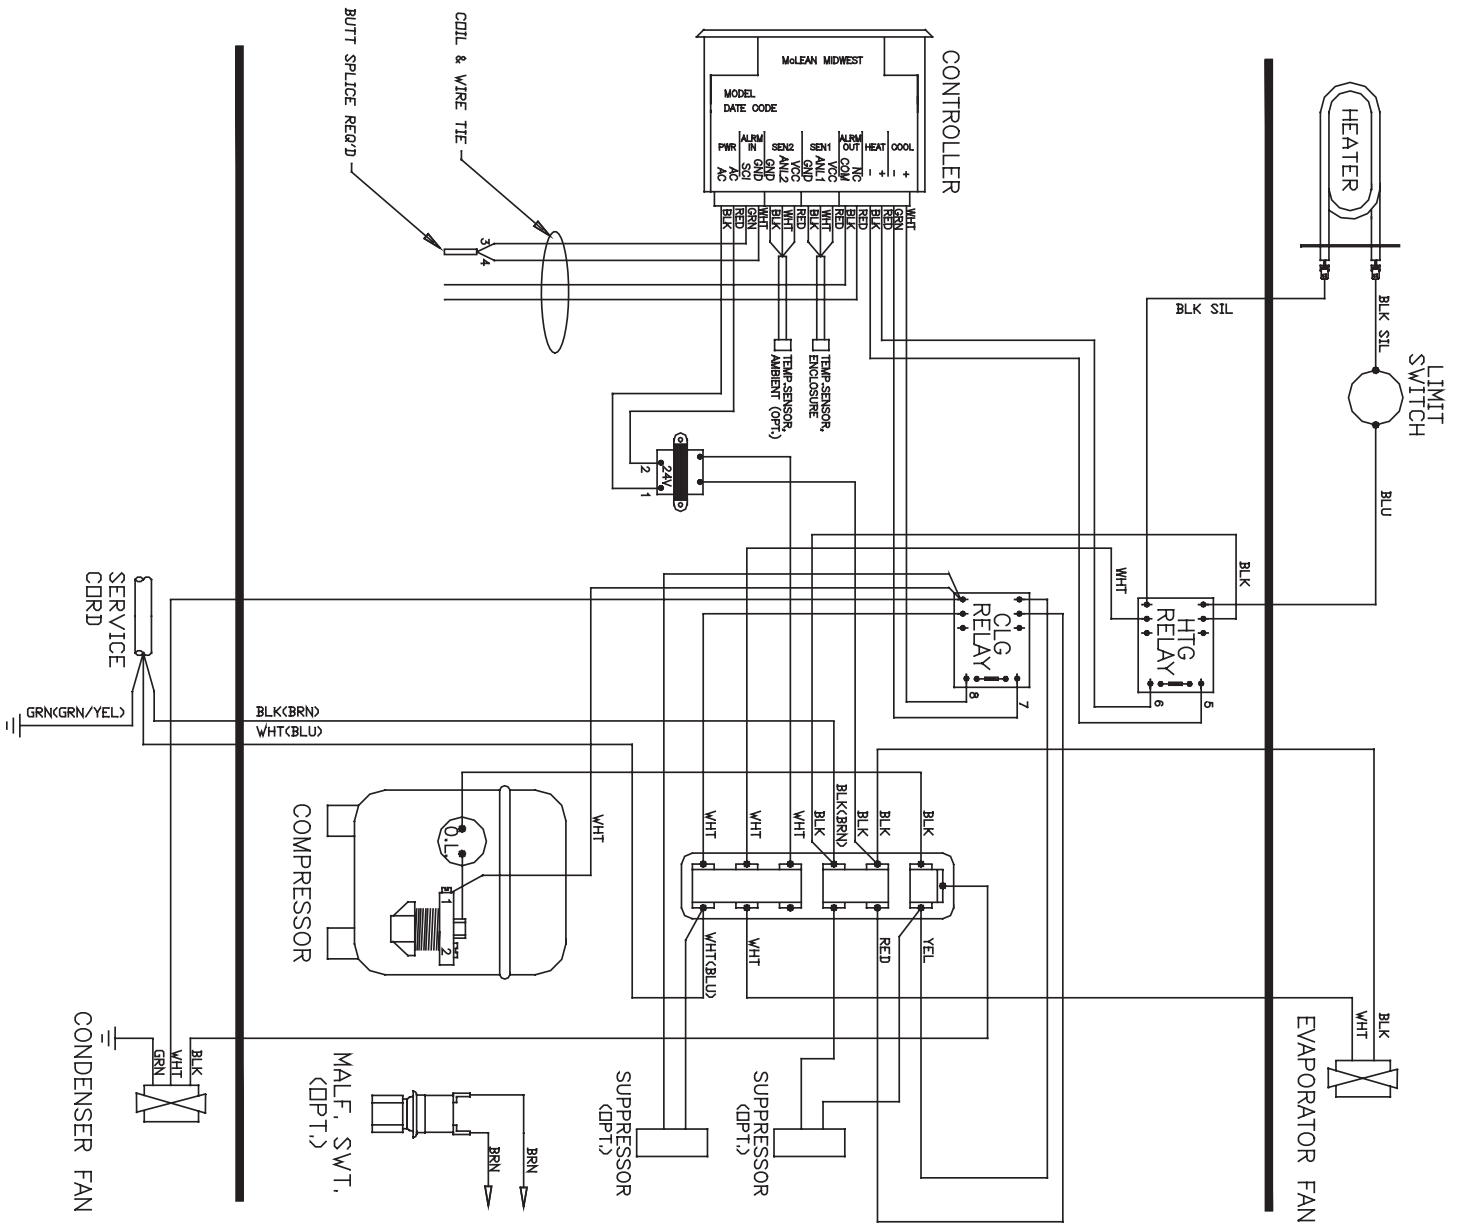 BUTT SPLICE REQ'D
COIL & WIRE TIE
CONTROLLER
McLEAN MIDWEST
MODEL
DATE CODE
PWR
ALRM
IN
SEN2
SEN1
ALRM
OUT
HEAT
COOL
AC
AC
SCI
GND
GND
ANL2
VCC
GND
ANL1
VCC
COM
NC
-
+
-
+
BLK
RED
GRN
WHT
BLK
WHT
RED
BLK
WHT
RED
BLK
RED
BLK
RED
GRN
WHT
3
4
TEMP.SENSOR,
AMBIENT (OPT.)
TEMP.SENSOR,
ENCLOSURE
24V
2
1
HEATER
BLK SIL
BLK SIL
LIMIT
SWITCH
BLU
BLK
WHT
HTG
RELAY
6
5
CLG
RELAY
8
7
SERVICE
CORD
GRN(GRN/YEL)
BLK(BRN)
WHT(BLU)
COMPRESSOR
O.L.
1
2
WHT
WHT
WHT
WHT
BLK
BLK(BRN)
BLK
BLK
BLK
WHT(BLU)
WHT
RED
YEL
CONDENSER FAN
GRN
WHT
BLK
MALF. SWT.
(OPT.)
BRN
BRN
SUPPRESSOR
(OPT.)
SUPPRESSOR
(OPT.)
EVAPORATOR FAN
WHT
BLK